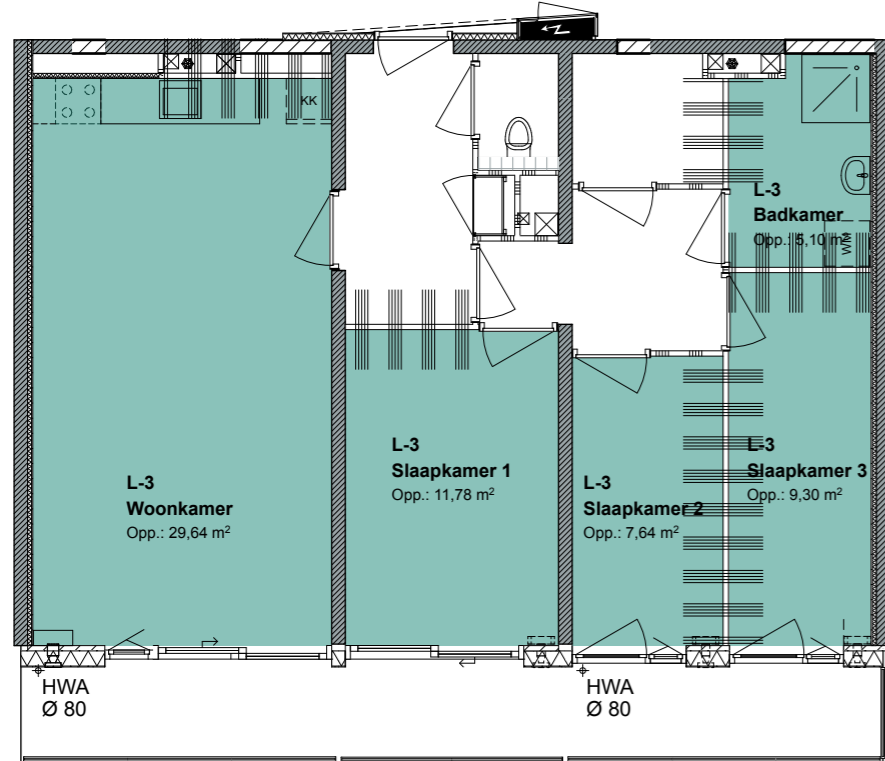 KK
L-3
Badkamer
Opp.: 5,10 m²
WM
L-3
Slaapkamer 1
Opp.: 11,78 m²
L-3
Slaapkamer 3
Opp.: 9,30 m²
L-3
Woonkamer
Opp.: 29,64 m²
L-3
Slaapkamer 2
Opp.: 7,64 m²
HWA
Ø 80
HWA
Ø 80